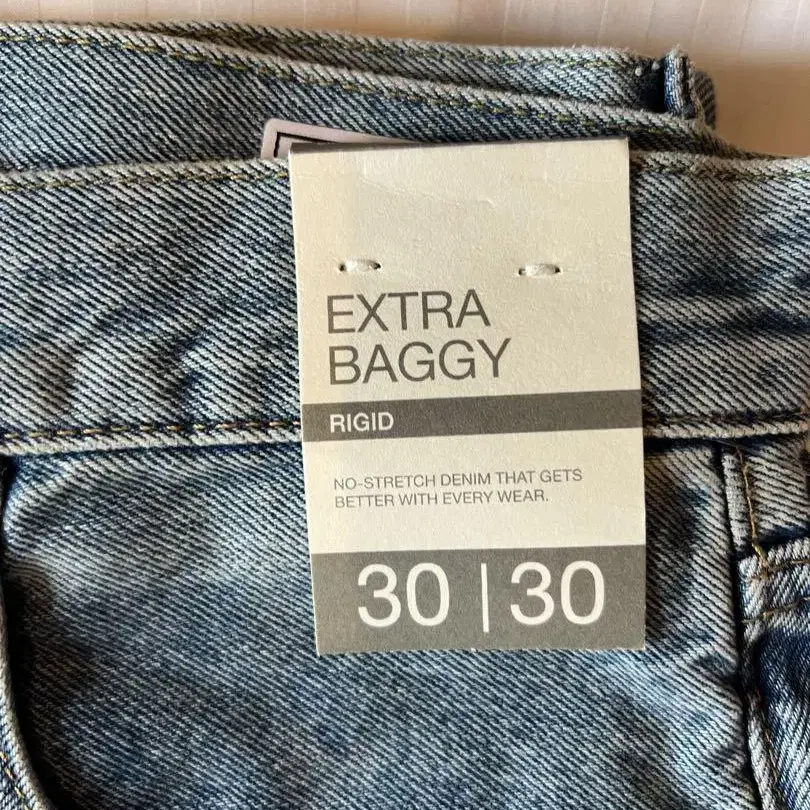 EXTRA
BAGGY
RIGID
NO-STRETCH DENIM THAT GETS
BETTER WITH EVERY WEAR.
30 | 30